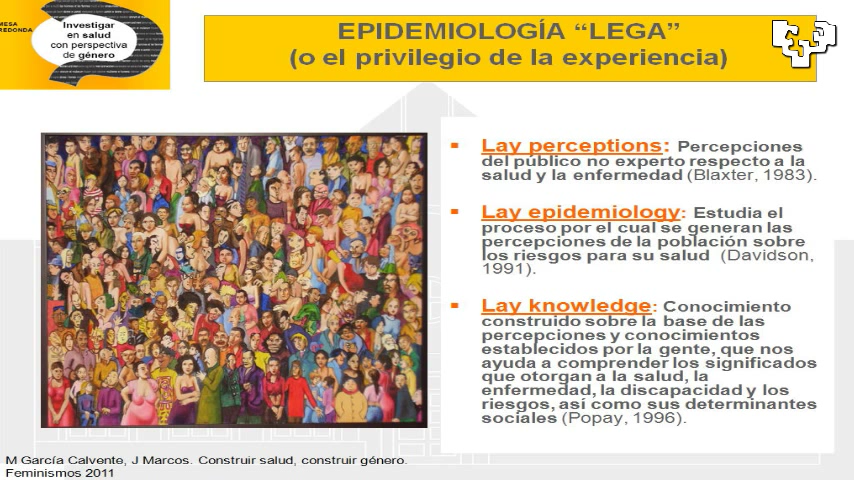 MESA
REDONDA
Investigar
en salud
con perspectiva
de género
EPIDEMIOLOGÍA “LEGA”
(o el privilegio de la experiencia)
Lay perceptions: Percepciones
del público no experto respecto a la
salud y la enfermedad (Blaxter, 1983).
Lay epidemiology: Estudia el
proceso por el cual se generan las
percepciones de la población sobre
los riesgos para su salud (Davidson,
1991).
Lay knowledge: Conocimiento
construido sobre la base de las
percepciones y conocimientos
establecidos por la gente, que nos
ayuda a comprender los significados
que otorgan a la salud, la
enfermedad, la discapacidad y los
riesgos, así como sus determinantes
sociales (Popay, 1996).
M García Calvente, J Marcos. Construir salud, construir género.
Feminismos 2011